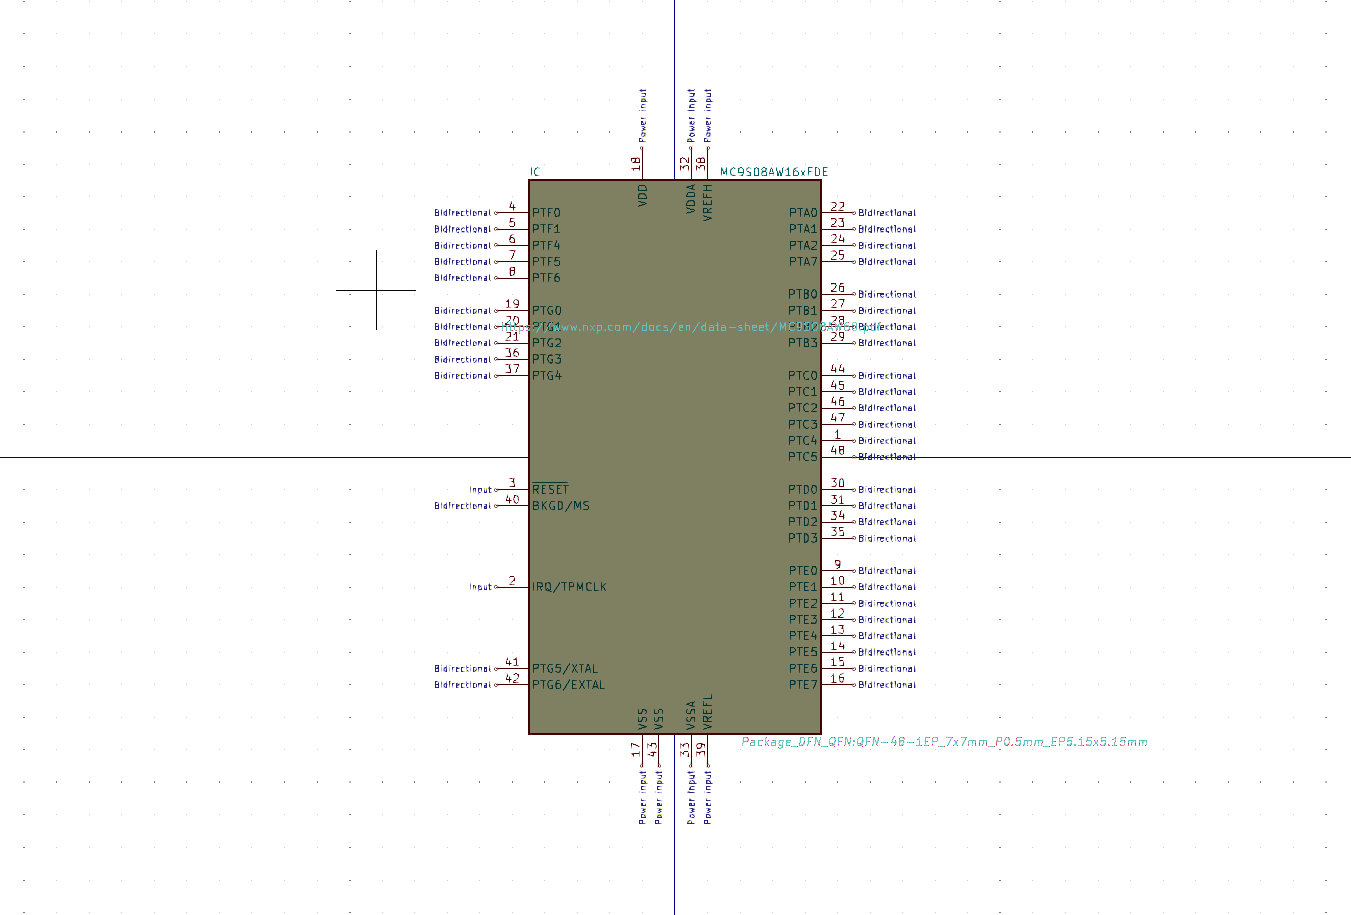 Power input
Power input
Power input
18
32
38
IC
MC9S08AW16xFDE
VDD
VDDA
VREFH
Bidirectional 4 PTF0
Bidirectional 5 PTF1
Bidirectional 6 PTF4
Bidirectional 7 PTF5
Bidirectional 8 PTF6
Bidirectional 19 PTG0
Bidirectional 20 PTG1
Bidirectional 21 PTG2
Bidirectional 36 PTG3
Bidirectional 37 PTG4
https://www.nxp.com/docs/en/data-sheet/MC9S08AW60.pdf
Input 3 RESET
Bidirectional 40 BKGD/MS
Input 2 IRQ/TPMCLK
Bidirectional 41 PTG5/XTAL
Bidirectional 42 PTG6/EXTAL
PTA0 22 Bidirectional
PTA1 23 Bidirectional
PTA2 24 Bidirectional
PTA7 25 Bidirectional
PTB0 26 Bidirectional
PTB1 27 Bidirectional
PTB2 28 Bidirectional
PTB3 29 Bidirectional
PTC0 44 Bidirectional
PTC1 45 Bidirectional
PTC2 46 Bidirectional
PTC3 47 Bidirectional
PTC4 1 Bidirectional
PTC5 48 Bidirectional
PTD0 30 Bidirectional
PTD1 31 Bidirectional
PTD2 34 Bidirectional
PTD3 35 Bidirectional
PTE0 9 Bidirectional
PTE1 10 Bidirectional
PTE2 11 Bidirectional
PTE3 12 Bidirectional
PTE4 13 Bidirectional
PTE5 14 Bidirectional
PTE6 15 Bidirectional
PTE7 16 Bidirectional
VSS
VSS
VSSA
VREFL
17
43
33
39
Package_DFN_QFN:QFN-48-1EP_7x7mm_P0.5mm_EP5.15x5.15mm
Power input
Power input
Power input
Power input